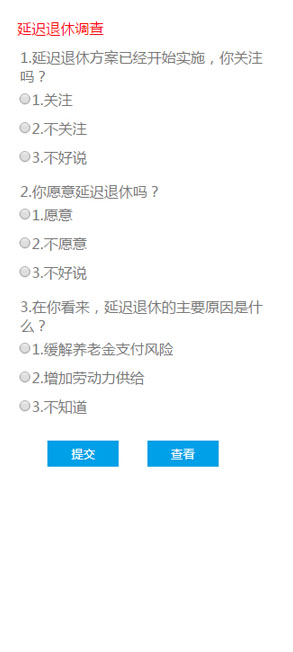 延迟退休调查
1.延迟退休方案已经开始实施，你关注
吗？
1.关注
2.不关注
3.不好说
2.你愿意延迟退休吗？
1.愿意
2.不愿意
3.不好说
3.在你看来，延迟退休的主要原因是什
么？
1.缓解养老金支付风险
2.增加劳动力供给
3.不知道
提交 查看